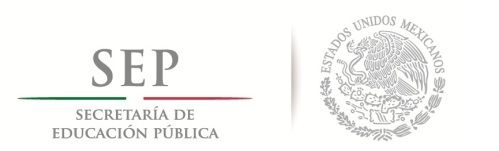 SEP
SECRETARÍA DE
EDUCACIÓN PÚBLICA
ESTADOS UNIDOS MEXICANOS